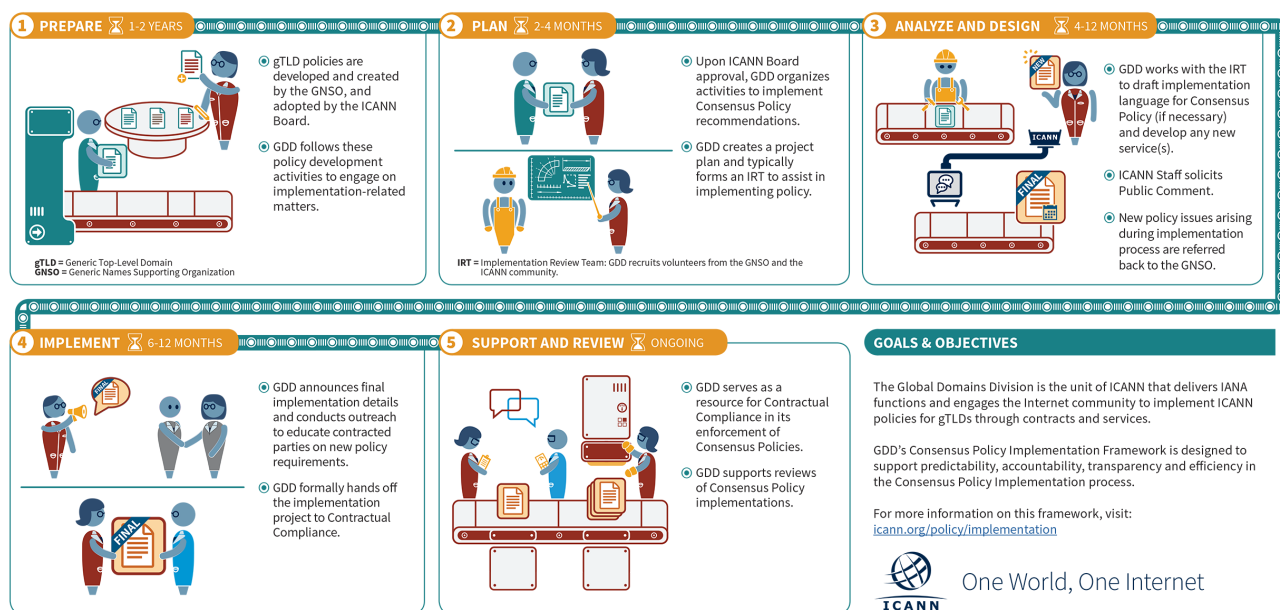 1 PREPARE 1-2 YEARS
gTLD policies are
developed and created
by the GNSO, and
adopted by the ICANN
Board.
GDD follows these
policy development
activities to engage on
implementation-related
matters.
gTLD = Generic Top-Level Domain
GNSO = Generic Names Supporting Organization
2 PLAN 2-4 MONTHS
Upon ICANN Board
approval, GDD organizes
activities to implement
Consensus Policy
recommendations.
GDD creates a project
plan and typically
forms an IRT to assist in
implementing policy.
IRT = Implementation Review Team: GDD recruits volunteers from the GNSO and the
ICANN community.
3 ANALYZE AND DESIGN 4-12 MONTHS
NEW
ICANN
FINAL
GDD works with the IRT
to draft implementation
language for Consensus
Policy (if necessary)
and develop any new
service(s).
ICANN Staff solicits
Public Comment.
New policy issues arising
during implementation
process are referred
back to the GNSO.
4 IMPLEMENT 6-12 MONTHS
FINAL
FINAL
GDD announces final
implementation details
and conducts outreach
to educate contracted
parties on new policy
requirements.
GDD formally hands off
the implementation
project to Contractual
Compliance.
5 SUPPORT AND REVIEW ONGOING
GDD serves as a
resource for Contractual
Compliance in its
enforcement of
Consensus Policies.
GDD supports reviews
of Consensus Policy
implementations.
GOALS & OBJECTIVES
The Global Domains Division is the unit of ICANN that delivers IANA
functions and engages the Internet community to implement ICANN
policies for gTLDs through contracts and services.
GDD's Consensus Policy Implementation Framework is designed to
support predictability, accountability, transparency and efficiency in
the Consensus Policy Implementation process.
For more information on this framework, visit:
icann.org/policy/implementation
ICANN
One World, One Internet